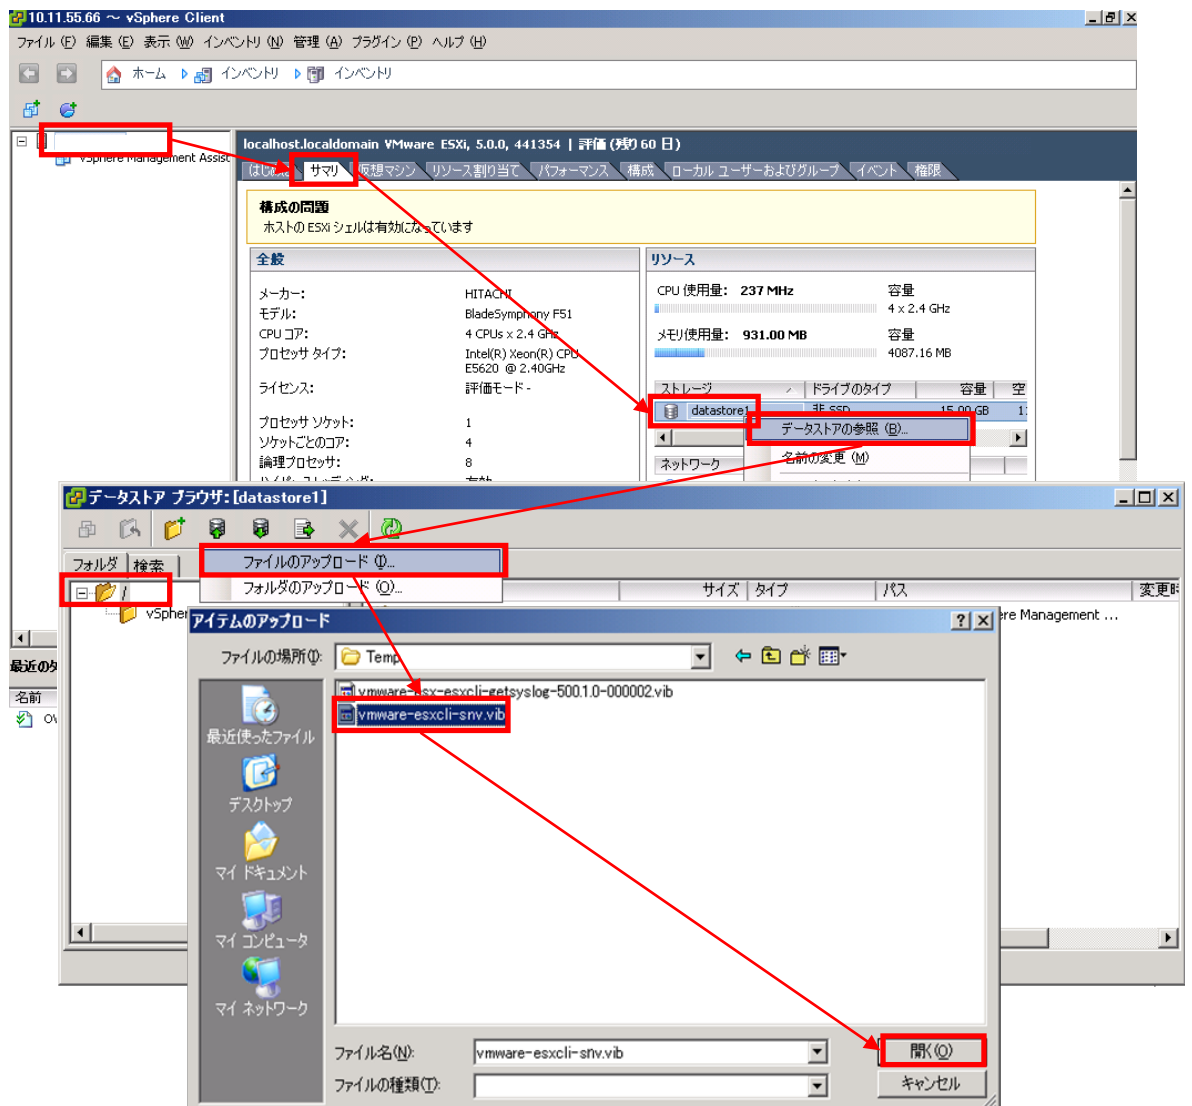 10.11.55.66 ～ vSphere Client
ファイル (F) 編集 (E) 表示 (W) インベントリ (N) 管理 (A) プラグイン (P) ヘルプ (H)
ホーム インベントリ インベントリ
vSphere Management Assist
localhost.localdomain VMware ESXi, 5.0.0, 441354 | 評価 (残り 60 日)
サマリ 仮想マシン リソース割り当て パフォーマンス 構成 ローカル ユーザーおよびグループ イベント 権限
構成の問題
ホストの ESXi シェルは有効になっています
全般
メーカー: HITACHI
モデル: BladeSymphony F51
CPU コア: 4 CPUs x 2.4 GHz
プロセッサ タイプ: Intel(R) Xeon(R) CPU
E5620 @ 2.40GHz
ライセンス: 評価モード -
プロセッサ ソケット: 1
ソケットごとのコア: 4
論理プロセッサ: 8
リソース
CPU 使用量: 237 MHz 容量
4 x 2.4 GHz
メモリ使用量: 931.00 MB 容量
4087.16 MB
ストレージ ドライブのタイプ 容量 空
datastore1 非 SSD 15.00 GB
データストアの参照 (B)...
ネットワーク 名前の変更 (M)
データストア ブラウザ: [datastore1]
フォルダ 検索
ファイルのアップロード (I)...
フォルダのアップロード (O)...
/
サイズ タイプ パス
vSpher
re Management ...
最近の
名前
アイテムのアップロード
ファイルの場所(I): Temp
vmware-esx-esxcli-getsyslog-500.1.0-000002.vib
vmware-esxcli-snv.vib
最近使ったファイル
デスクトップ
マイ ドキュメント
マイ コンピュータ
マイ ネットワーク
ファイル名(N): vmware-esxcli-snv.vib 開く(O)
ファイルの種類(T): キャンセル